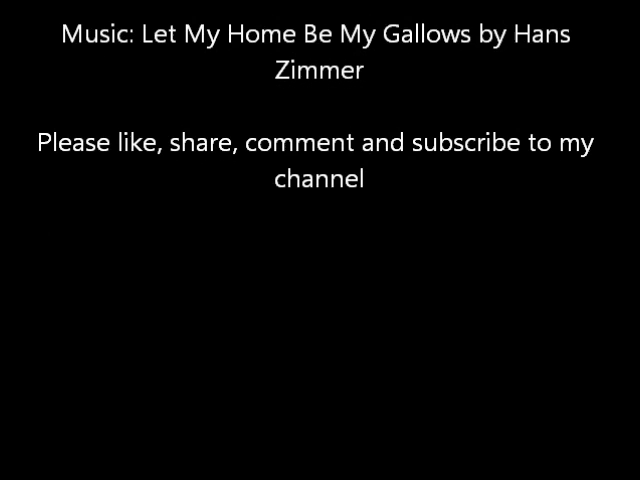 Music: Let My Home Be My Gallows by Hans
Zimmer
Please like, share, comment and subscribe to my
channel